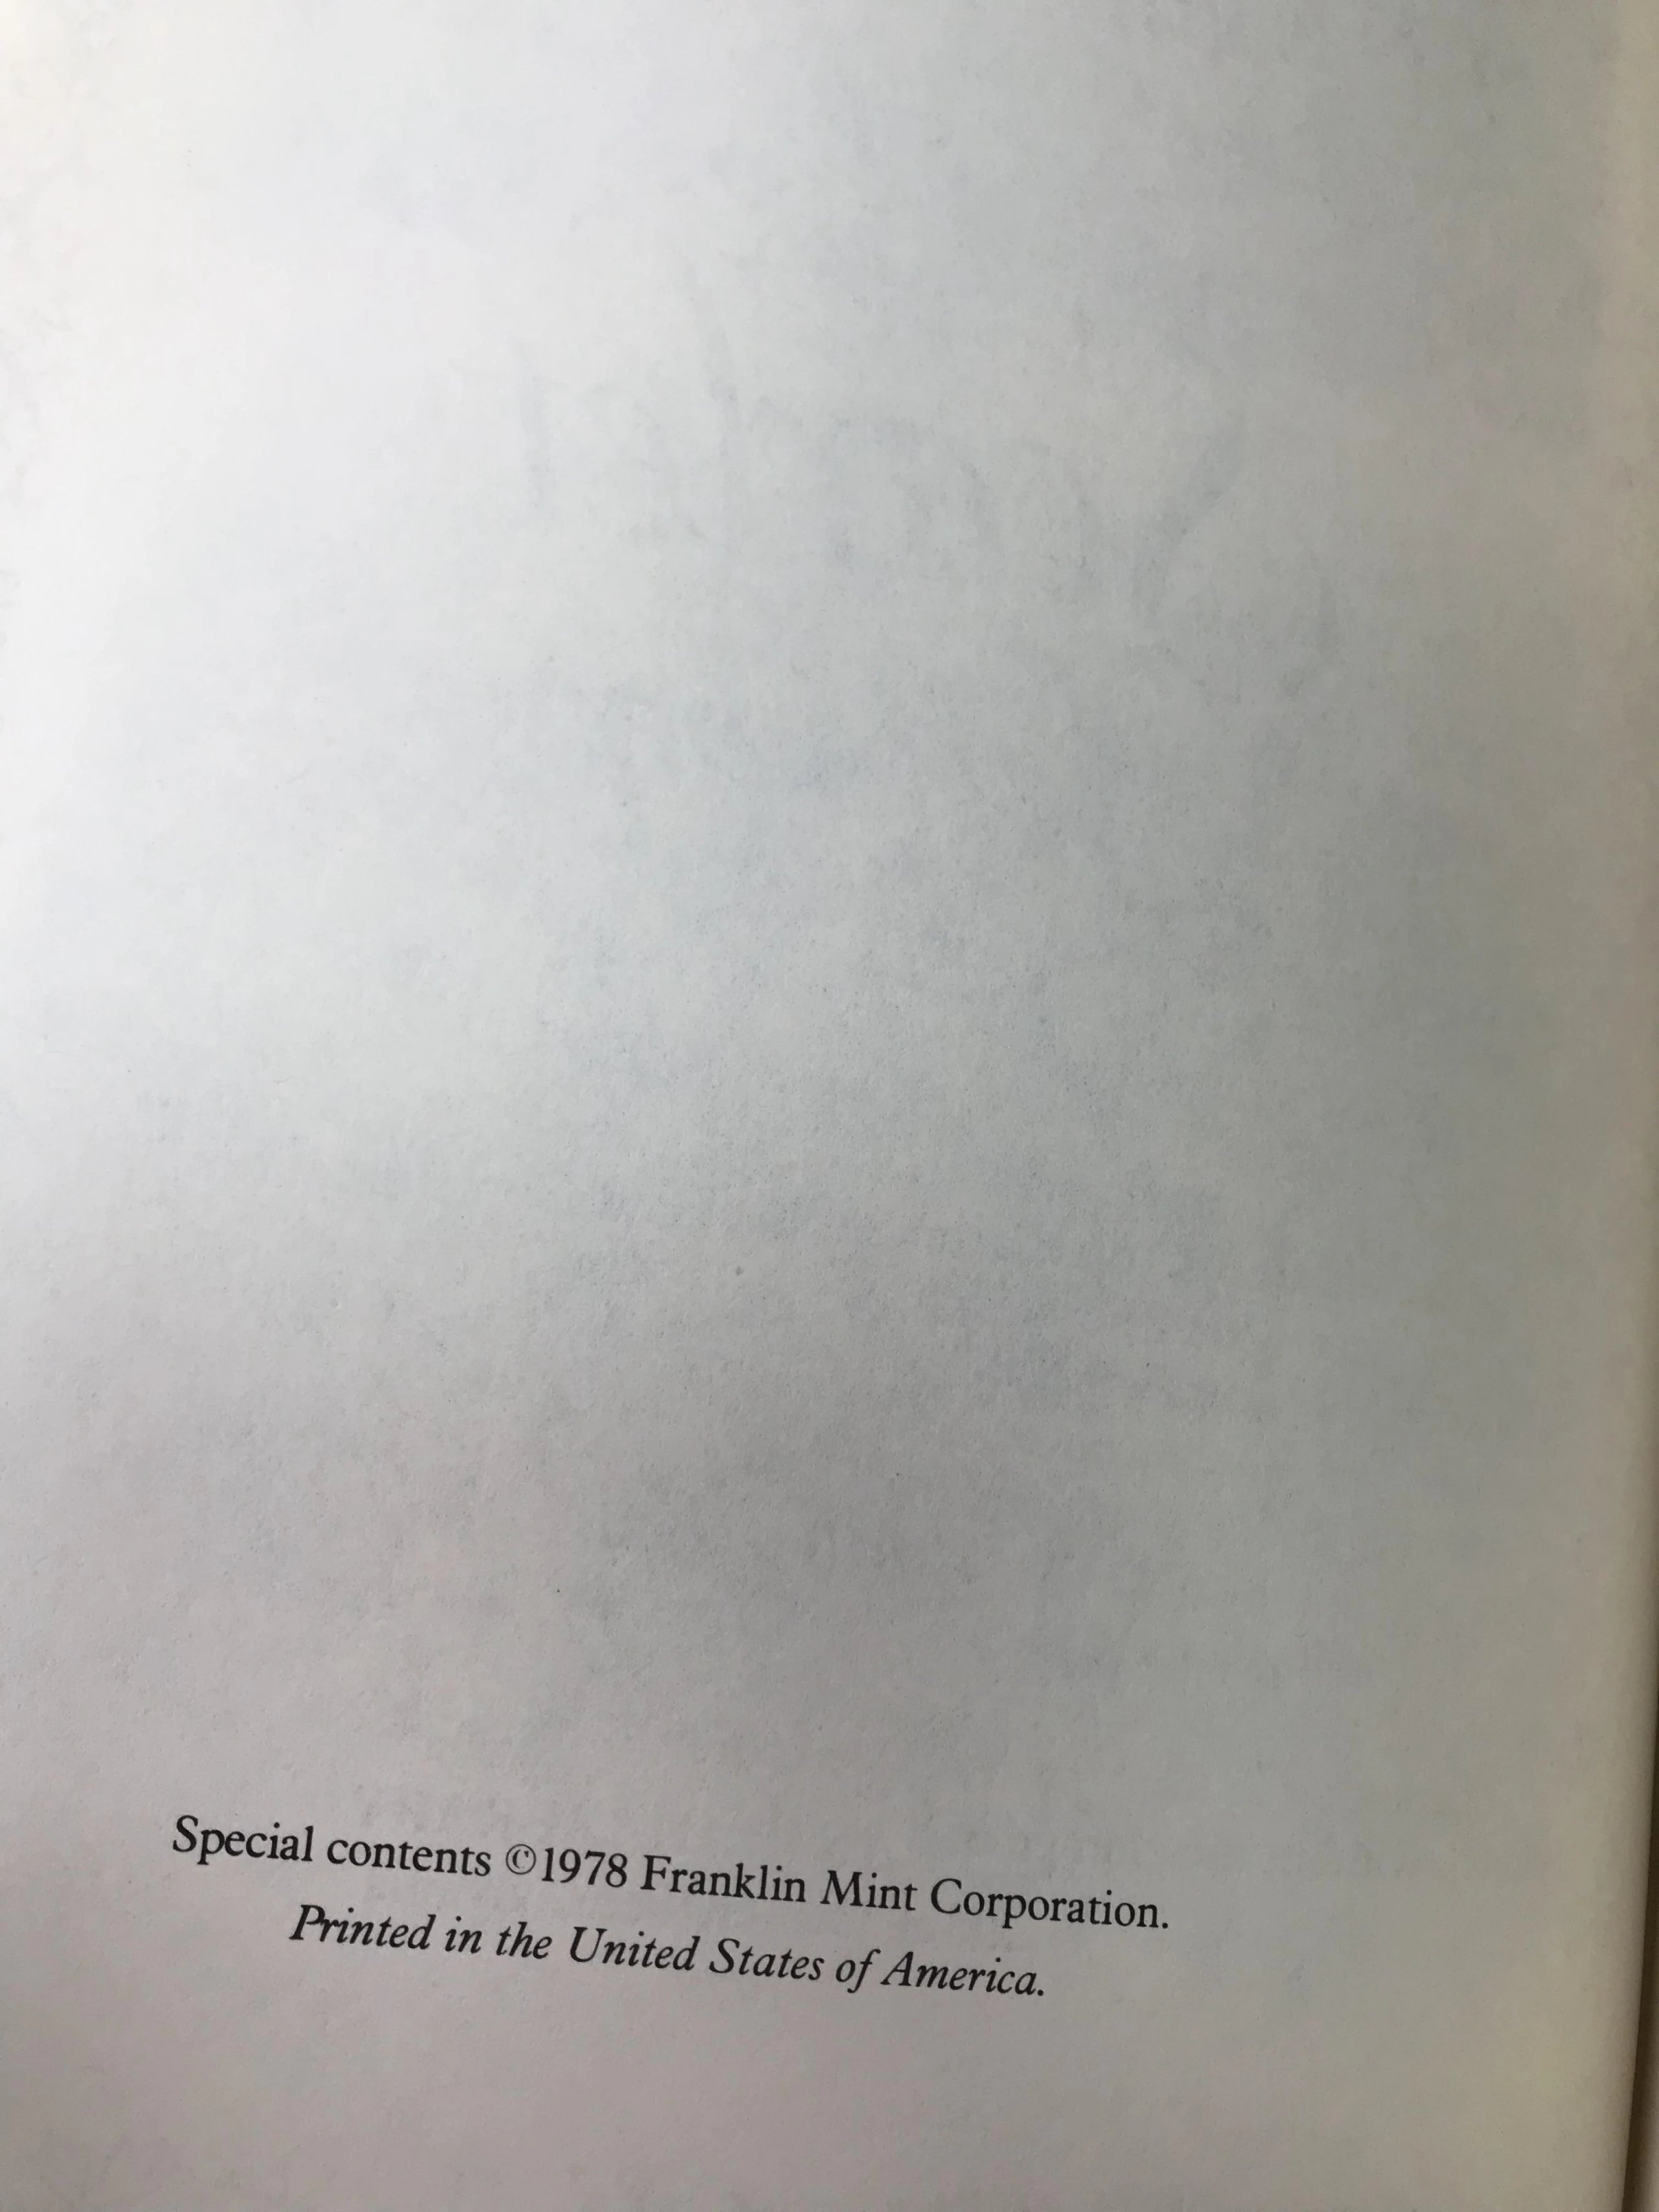 Special contents ©1978 Franklin Mint Corporation.
Printed in the United States of America.